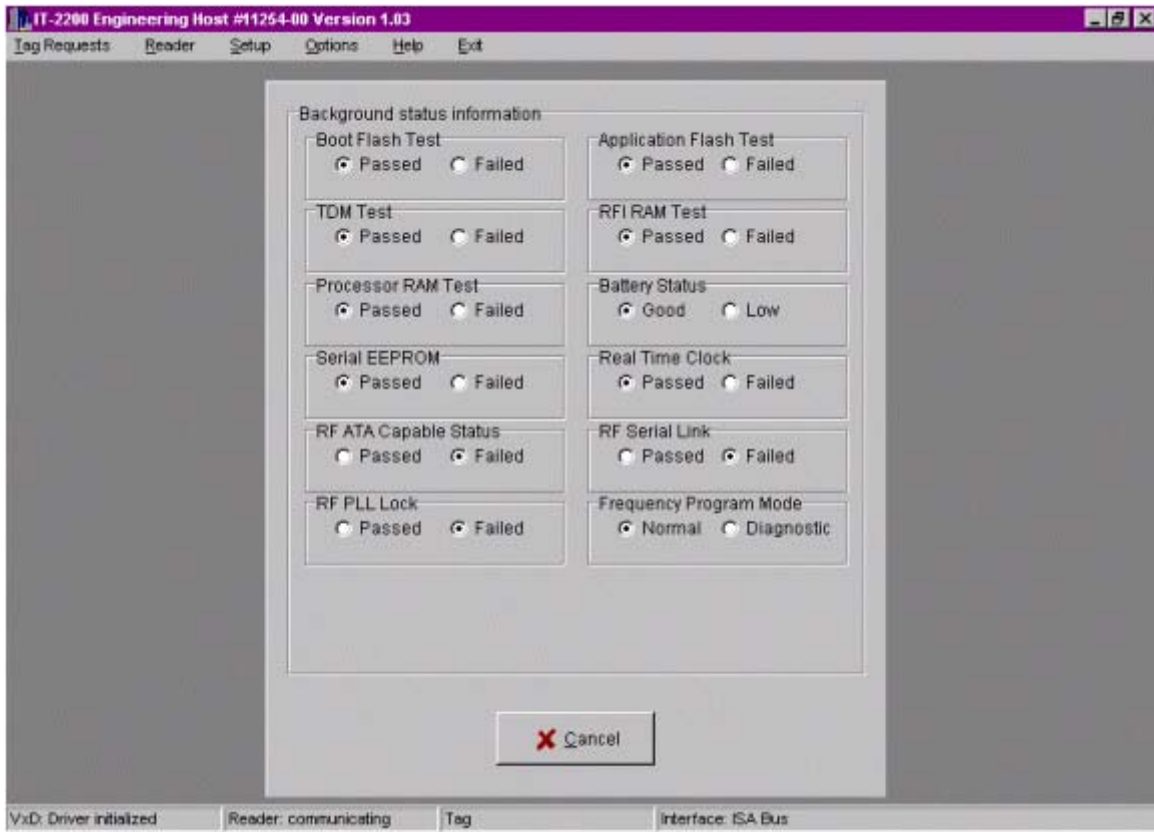 IT-2200 Engineering Host #11254-00 Version 1.03
Tag Requests Reader Setup Options Help Exit
Background status information
Boot Flash Test Application Flash Test
Passed Failed Passed Failed
TDM Test RFI RAM Test
Passed Failed Passed Failed
Processor RAM Test Battery Status
Passed Failed Good Low
Serial EEPROM Real Time Clock
Passed Failed Passed Failed
RF ATA Capable Status RF Serial Link
Passed Failed Passed Failed
RF PLL Lock Frequency Program Mode
Passed Failed Normal Diagnostic
Cancel
VxD: Driver initialized Reader: communicating Tag Interface: ISA Bus